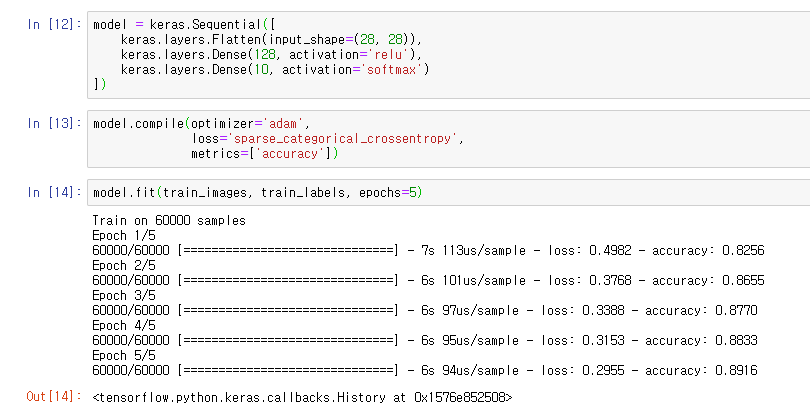 In [12]: model = keras.Sequential([
    keras.layers.Flatten(input_shape=(28, 28)),
    keras.layers.Dense(128, activation='relu'),
    keras.layers.Dense(10, activation='softmax')
])
In [13]: model.compile(optimizer='adam',
              loss='sparse_categorical_crossentropy',
              metrics=['accuracy'])
In [14]: model.fit(train_images, train_labels, epochs=5)
Train on 60000 samples
Epoch 1/5
60000/60000 [==============================] - 7s 113us/sample - loss: 0.4982 - accuracy: 0.8256
Epoch 2/5
60000/60000 [==============================] - 6s 101us/sample - loss: 0.3768 - accuracy: 0.8655
Epoch 3/5
60000/60000 [==============================] - 6s 97us/sample - loss: 0.3388 - accuracy: 0.8770
Epoch 4/5
60000/60000 [==============================] - 6s 95us/sample - loss: 0.3153 - accuracy: 0.8833
Epoch 5/5
60000/60000 [==============================] - 6s 94us/sample - loss: 0.2955 - accuracy: 0.8916
Out[14]: <tensorflow.python.keras.callbacks.History at 0x1576e852508>